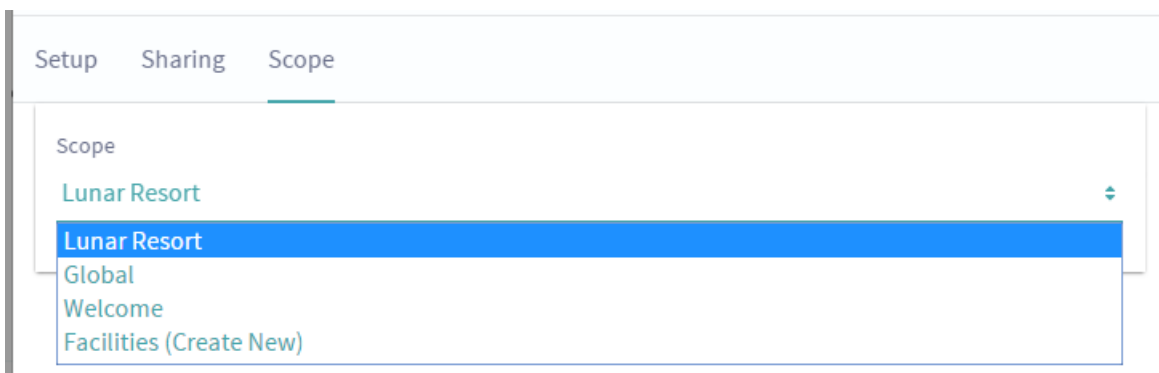 Setup Sharing Scope
Scope
Lunar Resort
Lunar Resort
Global
Welcome
Facilities (Create New)